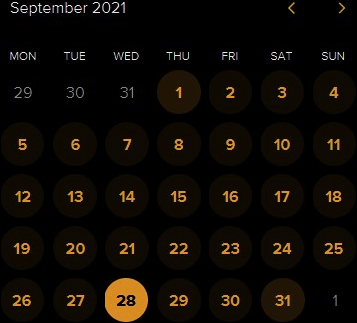 September 2021
MON TUE WED THU FRI SAT SUN
29 30 31 1 2 3 4
5 6 7 8 9 10 11
12 13 14 15 16 17 18
19 20 21 22 23 24 25
26 27 28 29 30 31 1